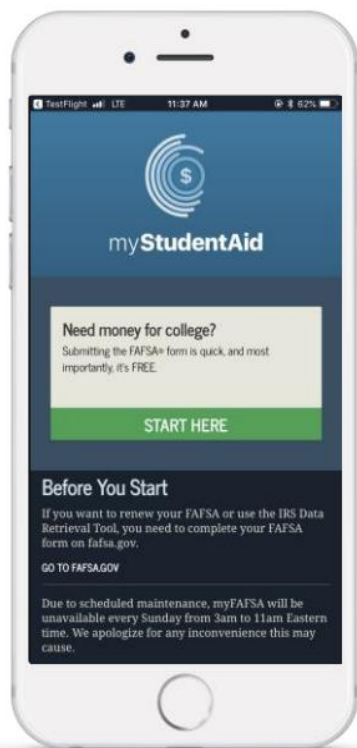 TestFlight LTE 11:37 AM 62%
$
myStudentAid
Need money for college?
Submitting the FAFSA® form is quick, and most
importantly, it's FREE.
START HERE
Before You Start
If you want to renew your FAFSA or use the IRS Data
Retrieval Tool, you need to complete your FAFSA
form on fafsa.gov.
GO TO FAFSA.GOV
Due to scheduled maintenance, myFAFSA will be
unavailable every Sunday from 3am to 11am Eastern
time. We apologize for any inconvenience this may
cause.